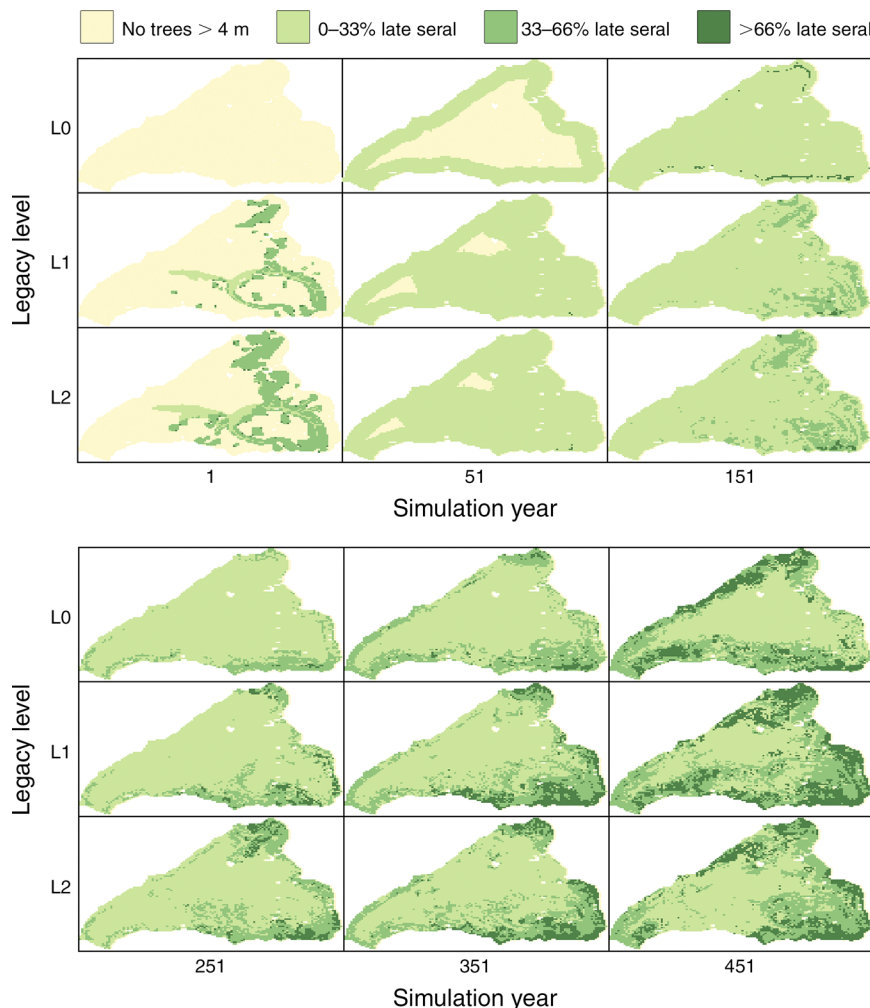 No trees > 4 m 0–33% late seral 33–66% late seral >66% late seral
L0
L1
L2
Legacy level
1 51 151
Simulation year
L0
L1
L2
Legacy level
251 351 451
Simulation year